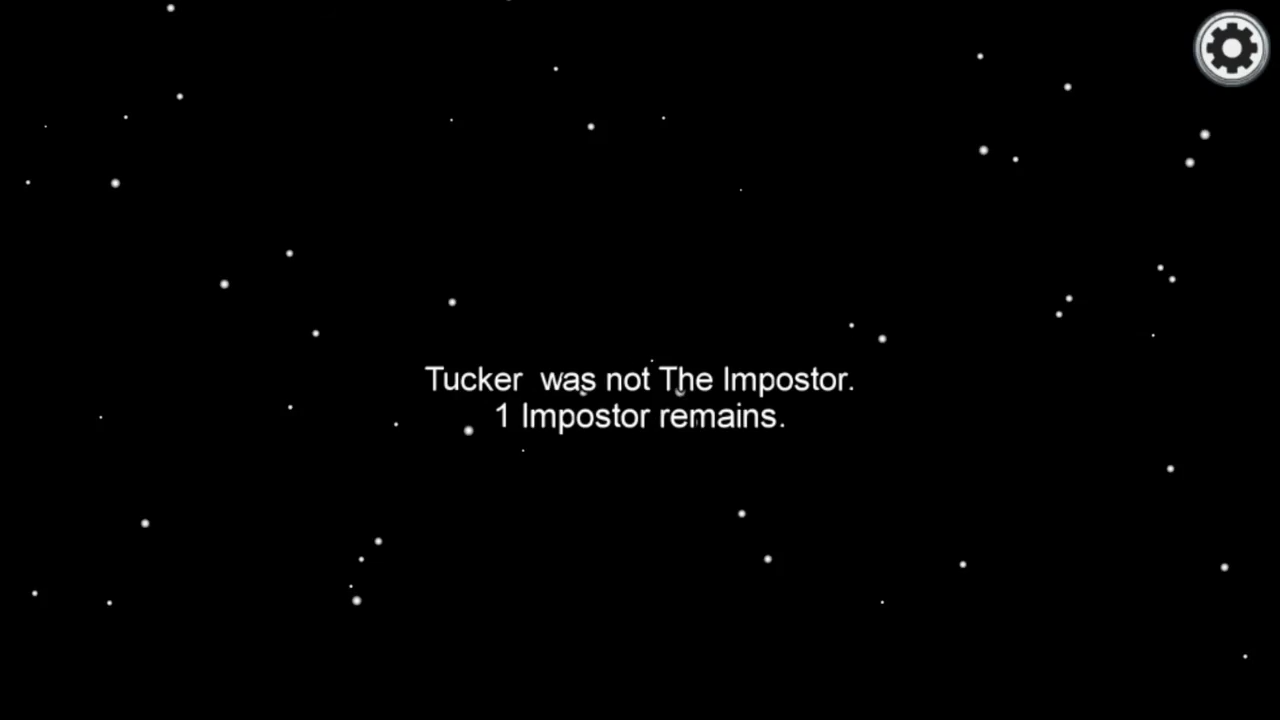 Tucker  was not The Impostor.
1 Impostor remains.